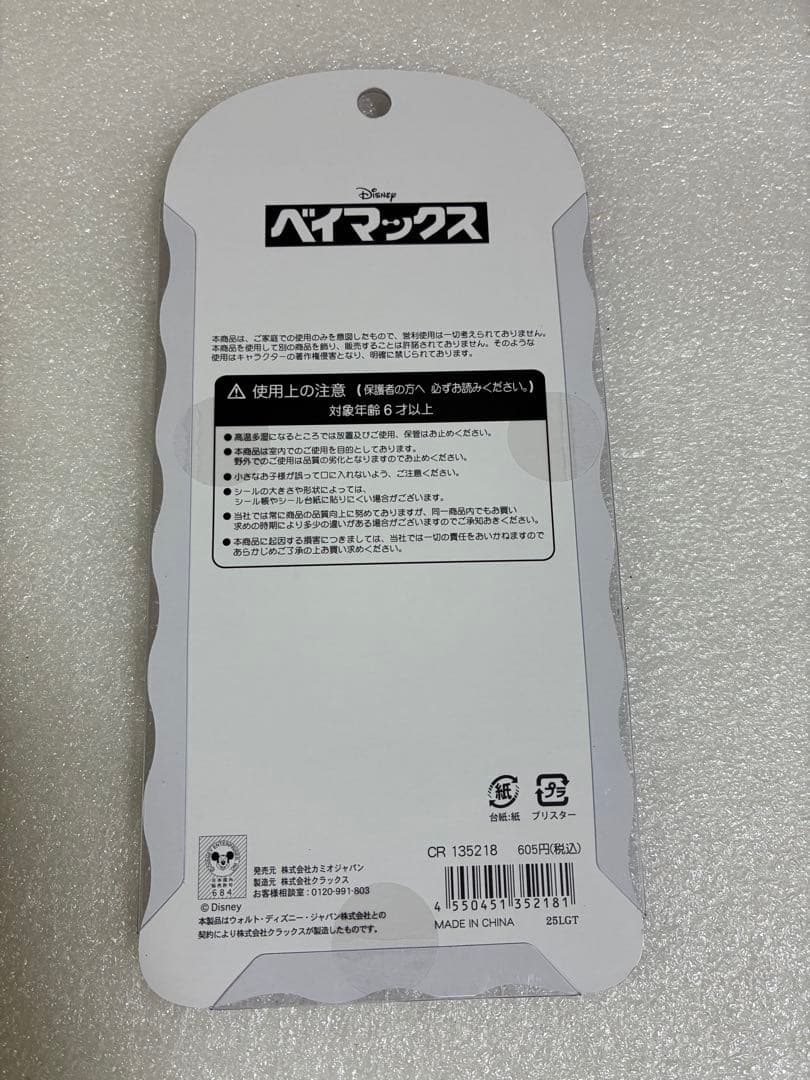 Disney
ベイマックス
本商品は、ご家庭での使用のみを意図したもので、営利使用は一切考えられておりません。
本商品を使用して別の商品を飾り、販売することは許諾されておりません。そのような
使用はキャラクターの著作権侵害となり、明確に禁じられております。
⚠ 使用上の注意 (保護者の方へ 必ずお読みください。)
対象年齢6才以上
●高温多湿になるところでは放置及びご使用、保管はお止めください。
●本商品は室内でのご使用を目的としております。
野外でのご使用は品質の劣化となりますのでお止めください。
●小さなお子様が誤って口に入れないよう、ご注意ください。
●シールの大きさや形状によっては、
シール帳やシール台紙に貼りにくい場合がございます。
●当社では常に商品の品質向上に努めておりますが、同一商品内でもお買い
求めの時期により多少の違いがある場合がございますのでご承知おきください。
●本商品に起因する損害につきましては、当社では一切の責任をおいかねますので
あらかじめご了承の上お買い求めください。
紙 プラ
台紙:紙 ブリスター
CR 135218 605円(税込)
4 550451 352181
MADE IN CHINA 25LGT
684
発売元 株式会社カミオジャパン
製造元 株式会社クラックス
お客様相談室:0120-991-803
© Disney
本製品はウォルト・ディズニー・ジャパン株式会社との
契約により株式会社クラックスが製造したものです。